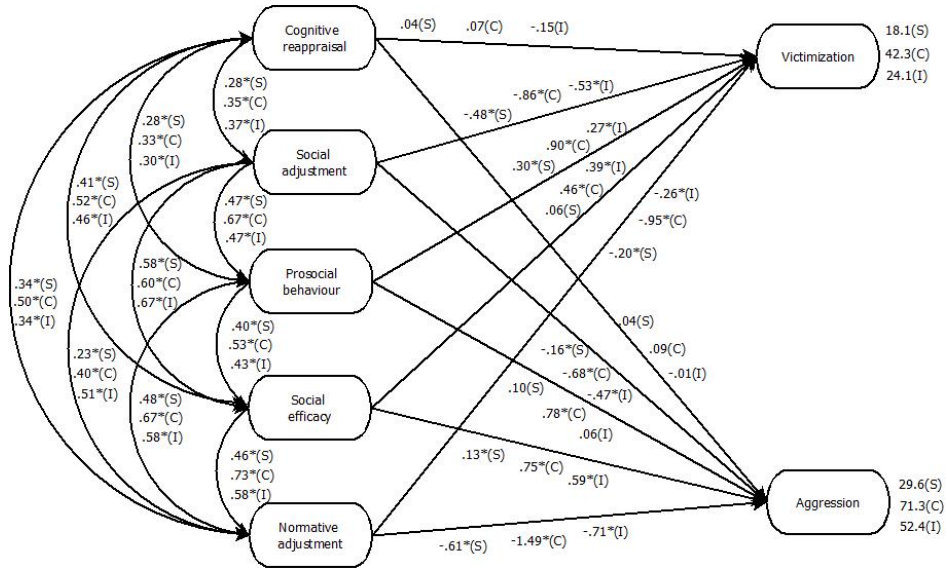 Cognitive
reappraisal
.04(S)
.07(C)
-.15(I)
Victimization
18.1(S)
42.3(C)
24.1(I)
.28*(S)
.35*(C)
.37*(I)
-.48*(S)
-.86*(C)
-.53*(I)
.28*(S)
.33*(C)
.30*(I)
Social
adjustment
.30*(S)
.90*(C)
.27*(I)
.06(S)
.46*(C)
.39*(I)
.41*(S)
.52*(C)
.46*(I)
.47*(S)
.67*(C)
.47*(I)
-.26*(I)
-.95*(C)
-.20*(S)
Prosocial
behaviour
.58*(S)
.60*(C)
.67*(I)
.34*(S)
.50*(C)
.34*(I)
.40*(S)
.53*(C)
.43*(I)
.04(S)
.09(C)
-.01(I)
.23*(S)
.40*(C)
.51*(I)
-.16*(S)
-.68*(C)
-.47*(I)
.10(S)
.78*(C)
.06(I)
Social
efficacy
.48*(S)
.67*(C)
.58*(I)
.13*(S)
.75*(C)
.59*(I)
.46*(S)
.73*(C)
.58*(I)
Aggression
29.6(S)
71.3(C)
52.4(I)
Normative
adjustment
-.61*(S)
-1.49*(C)
-.71*(I)